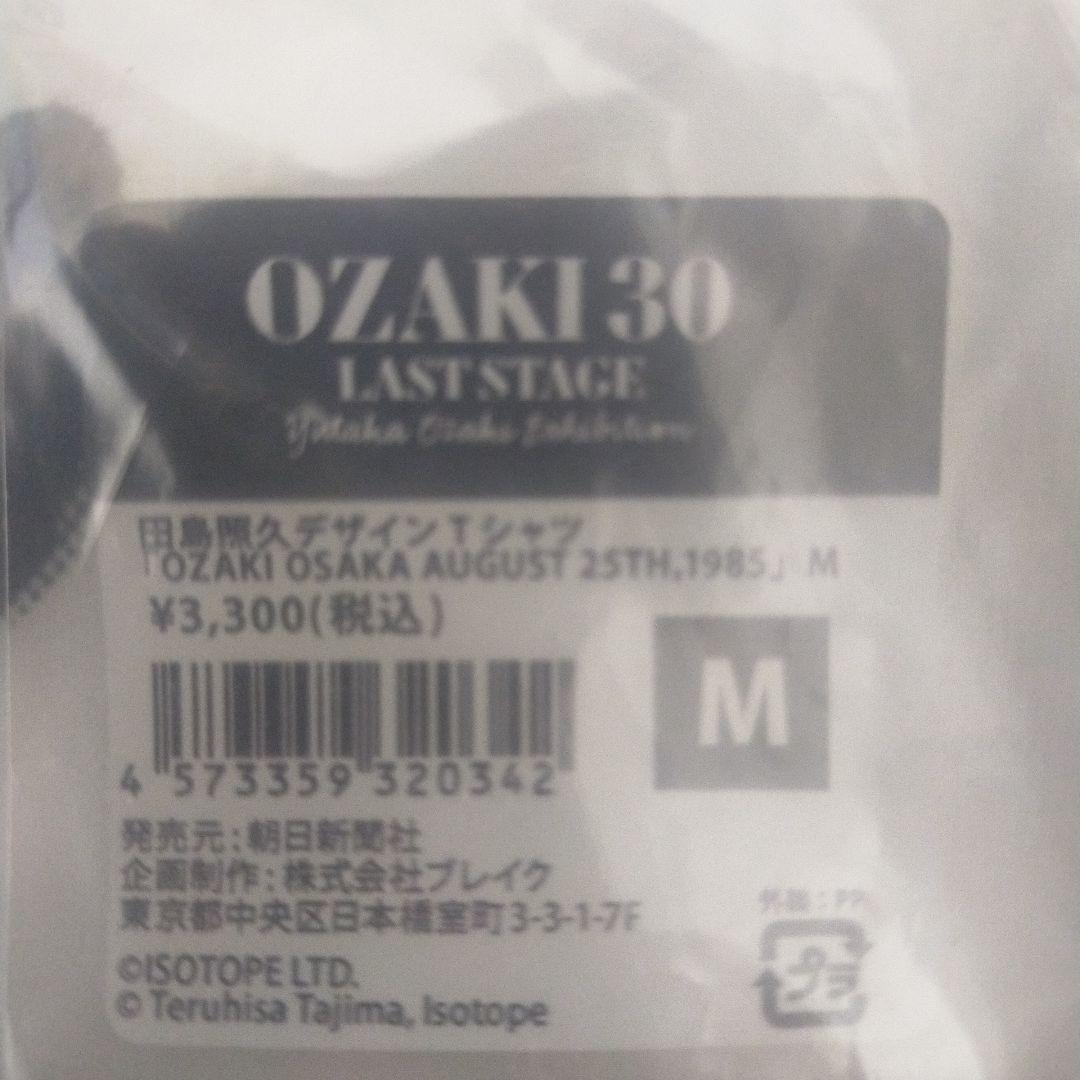 OZAKI 30
LAST STAGE
Yutaka Ozaki Exhibition
田島照久デザインTシャツ
「OZAKI OSAKA AUGUST 25TH,1985」M
¥3,300(税込)
M
4 573359 320342
発売元:朝日新聞社
企画制作:株式会社ブレイク
東京都中央区日本橋室町3-3-1-7F
外装:PP
プラ
©ISOTOPE LTD.
© Teruhisa Tajima, Isotope